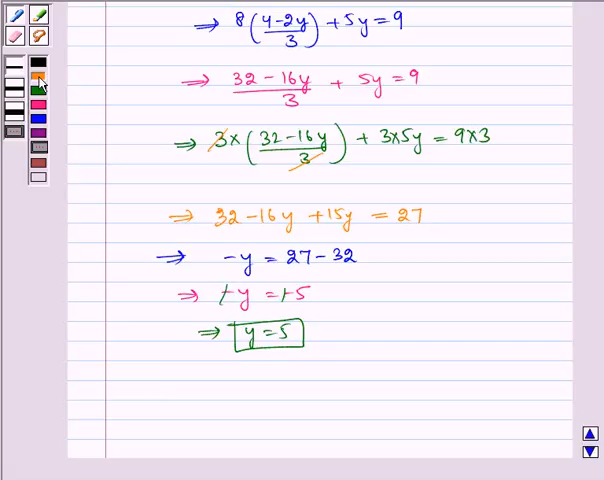 ⇒ 8(4-2y/3) + 5y = 9
⇒ 32-16y/3 + 5y = 9
⇒ 3×(32-16y/3) + 3×5y = 9×3
⇒ 32-16y+15y = 27
⇒ -y = 27-32
⇒ -y = -5
⇒ y=5